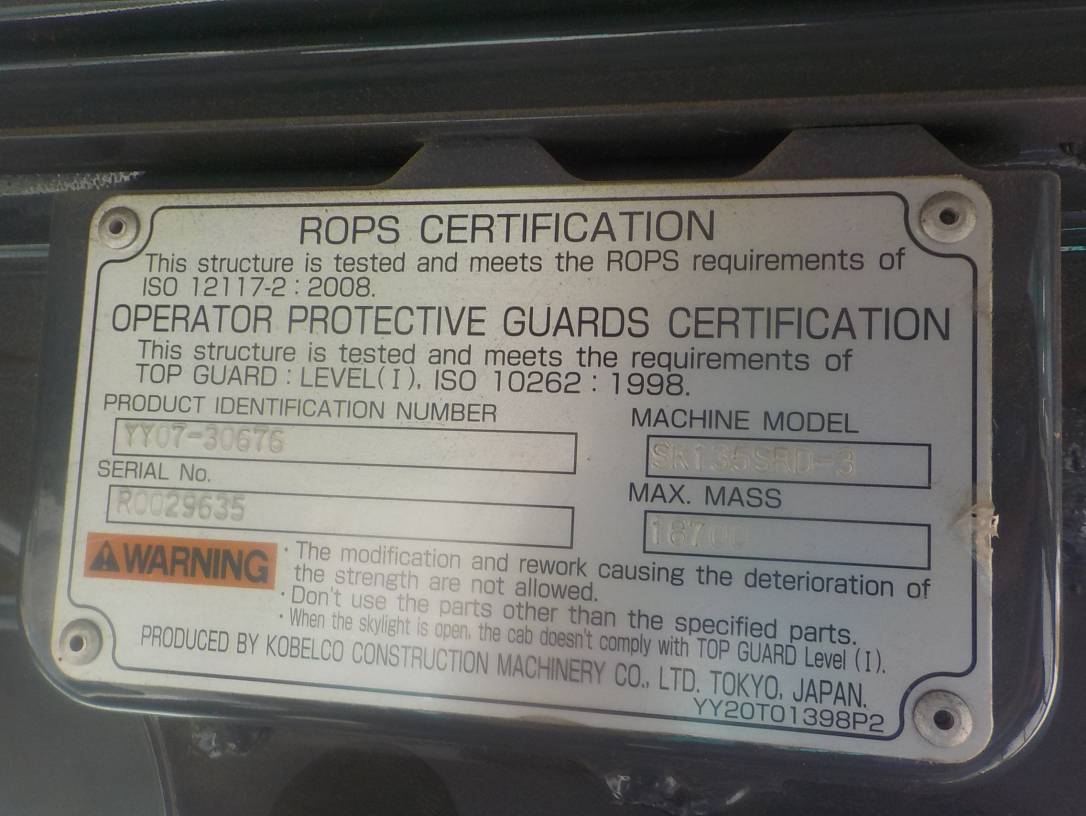 ROPS CERTIFICATION
This structure is tested and meets the ROPS requirements of
ISO 12117-2 : 2008.
OPERATOR PROTECTIVE GUARDS CERTIFICATION
This structure is tested and meets the requirements of
TOP GUARD : LEVEL(I), ISO 10262 : 1998.
PRODUCT IDENTIFICATION NUMBER
YY07-30676
MACHINE MODEL
SK135SRD-3
SERIAL No.
R0029635
MAX. MASS
18700
WARNING
· The modification and rework causing the deterioration of
the strength are not allowed.
· Don't use the parts other than the specified parts.
· When the skylight is open, the cab doesn't comply with TOP GUARD Level (I).
PRODUCED BY KOBELCO CONSTRUCTION MACHINERY CO., LTD. TOKYO, JAPAN.
YY20T01398P2